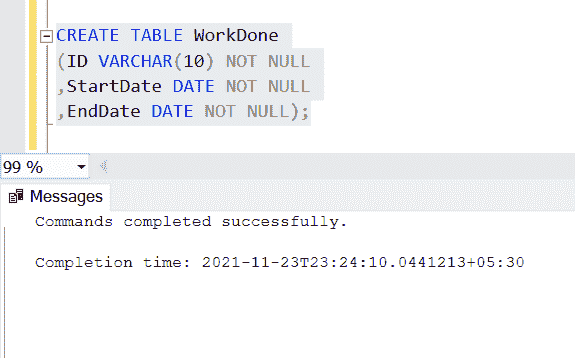 CREATE TABLE WorkDone
(ID VARCHAR(10) NOT NULL
,StartDate DATE NOT NULL
,EndDate DATE NOT NULL);
99 %
Messages
Commands completed successfully.
Completion time: 2021-11-23T23:24:10.0441213+05:30